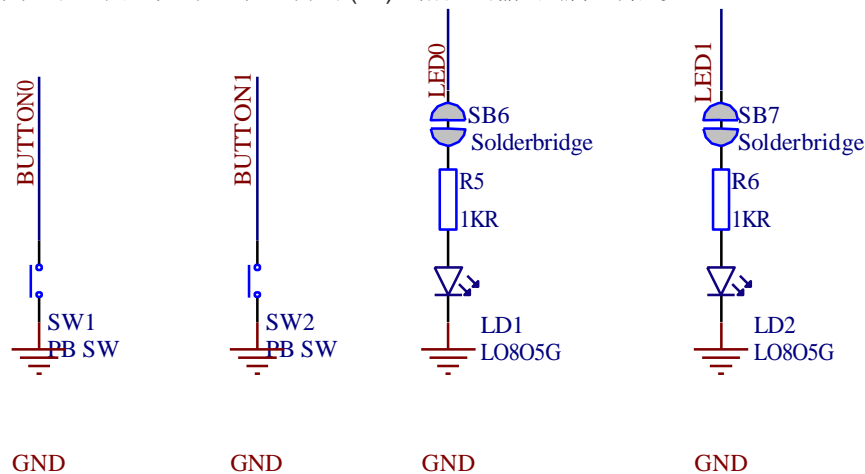 BUTTON0
BUTTON1
LED0
LED1
SB6
Solderbridge
SB7
Solderbridge
R5
1KR
R6
1KR
SW1
PB SW
SW2
PB SW
LD1
LO8O5G
LD2
LO8O5G
GND
GND
GND
GND